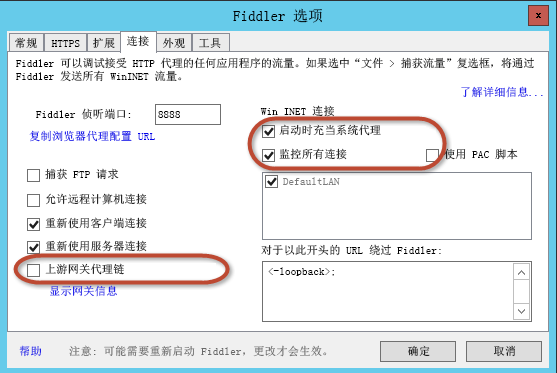 Fiddler 选项
x
常规 HTTPS 扩展 连接 外观 工具
Fiddler 可以调试接受 HTTP 代理的任何应用程序的流量。如果选中“文件 > 捕获流量”复选框，将通过
Fiddler 发送所有 WinINET 流量。
了解详细信息...
Fiddler 侦听端口: 8888
复制浏览器代理配置 URL
捕获 FTP 请求
允许远程计算机连接
重新使用客户端连接
重新使用服务器连接
上游网关代理链
显示网关信息
Win INET 连接
启动时充当系统代理
监控所有连接
使用 PAC 脚本
DefaultLAN
对于以此开头的 URL 绕过 Fiddler:
<-loopback>;
帮助
注意: 可能需要重新启动 Fiddler, 更改才会生效。
确定
取消